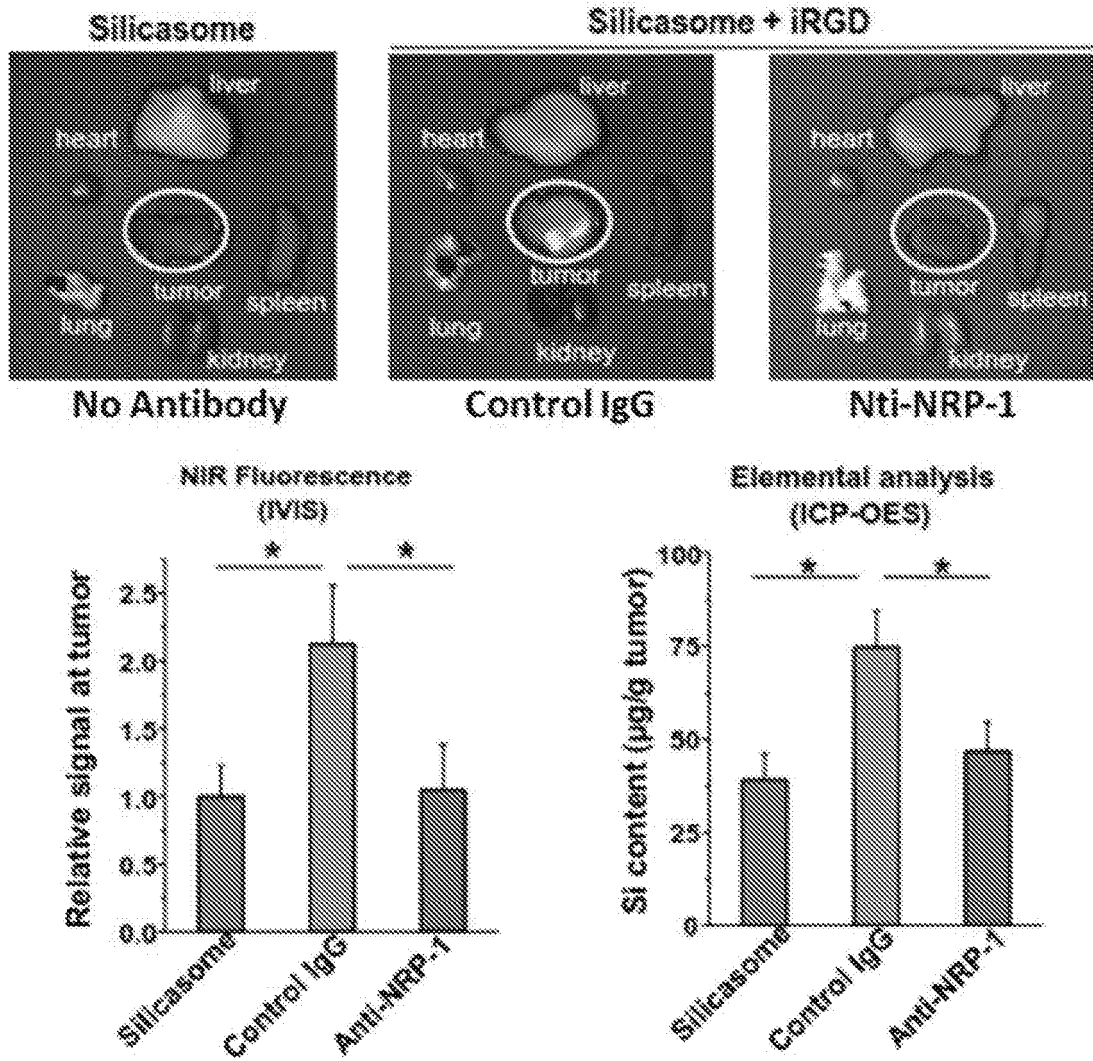 Silicasome
Silicasome + iRGD
liver
heart
tumor
spleen
lung
kidney
liver
heart
tumor
spleen
lung
kidney
liver
heart
tumor
spleen
lung
kidney
No Antibody
Control IgG
Nti-NRP-1
NIR Fluorescence
(IVIS)
* *
Relative signal at tumor
2.5
2.0
1.5
1.0
0.5
0.0
Silicasome
Control IgG
Anti-NRP-1
Elemental analysis
(ICP-OES)
* *
Si content (µg/g tumor)
100
75
50
25
0
Silicasome
Control IgG
Anti-NRP-1